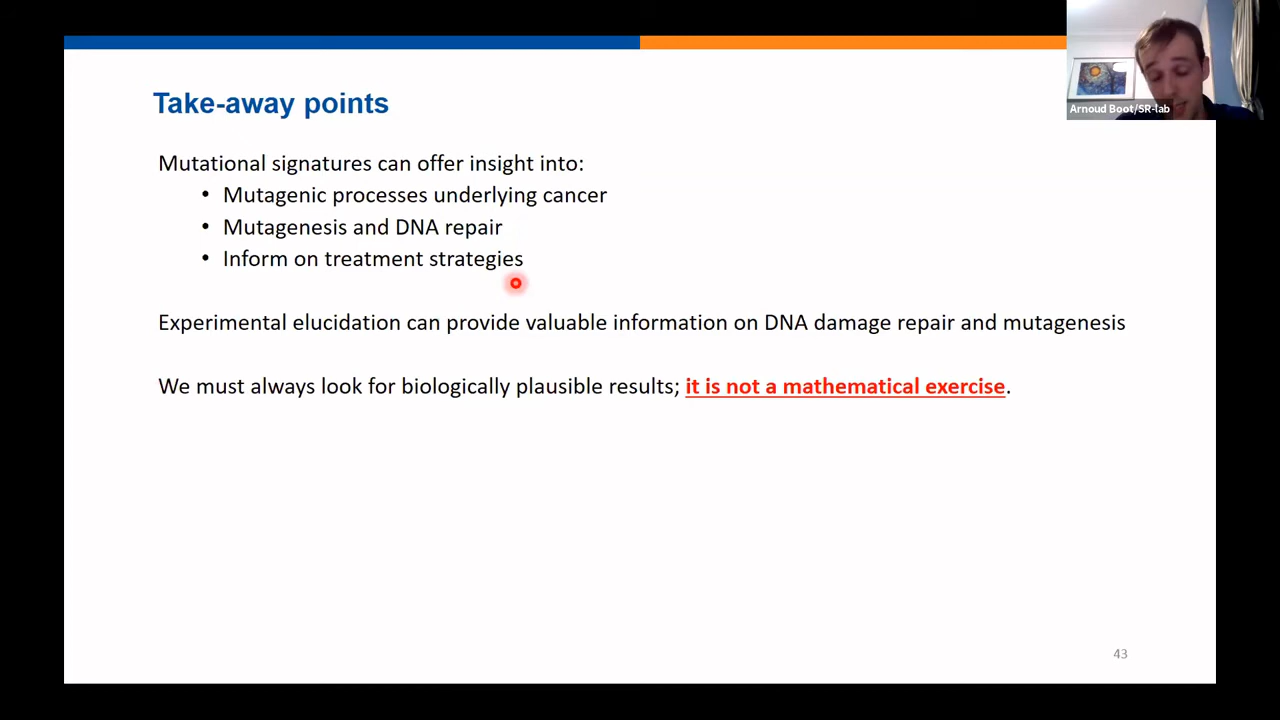 Arnoud Boot/SR-lab
Take-away points
Mutational signatures can offer insight into:
• Mutagenic processes underlying cancer
• Mutagenesis and DNA repair
• Inform on treatment strategies
Experimental elucidation can provide valuable information on DNA damage repair and mutagenesis
We must always look for biologically plausible results; it is not a mathematical exercise.
43